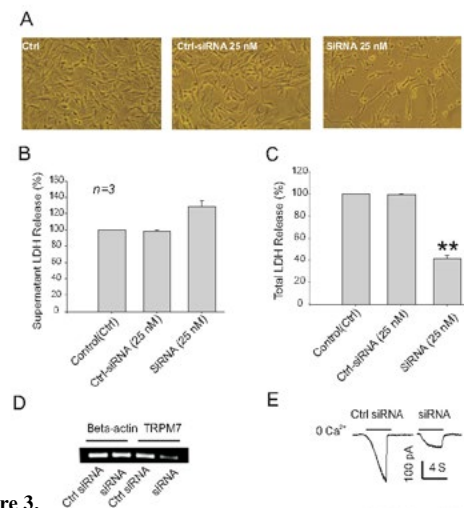 A
Ctrl
Ctrl-siRNA 25 nM
SiRNA 25 nM
B
Supernatant LDH Release (%)
160
140
120
100
80
60
40
20
0
n=3
Control(Ctrl)
Ctrl-siRNA (25 nM)
SiRNA (25 nM)
C
Total LDH Release (%)
120
100
80
60
40
20
0
**
Control(Ctrl)
Ctrl-siRNA (25 nM)
SiRNA (25 nM)
D
Beta-actin TRPM7
Ctrl siRNA
siRNA
Ctrl siRNA
siRNA
E
Ctrl siRNA siRNA
0 Ca²⁺
100 pA
4 S
re 3.